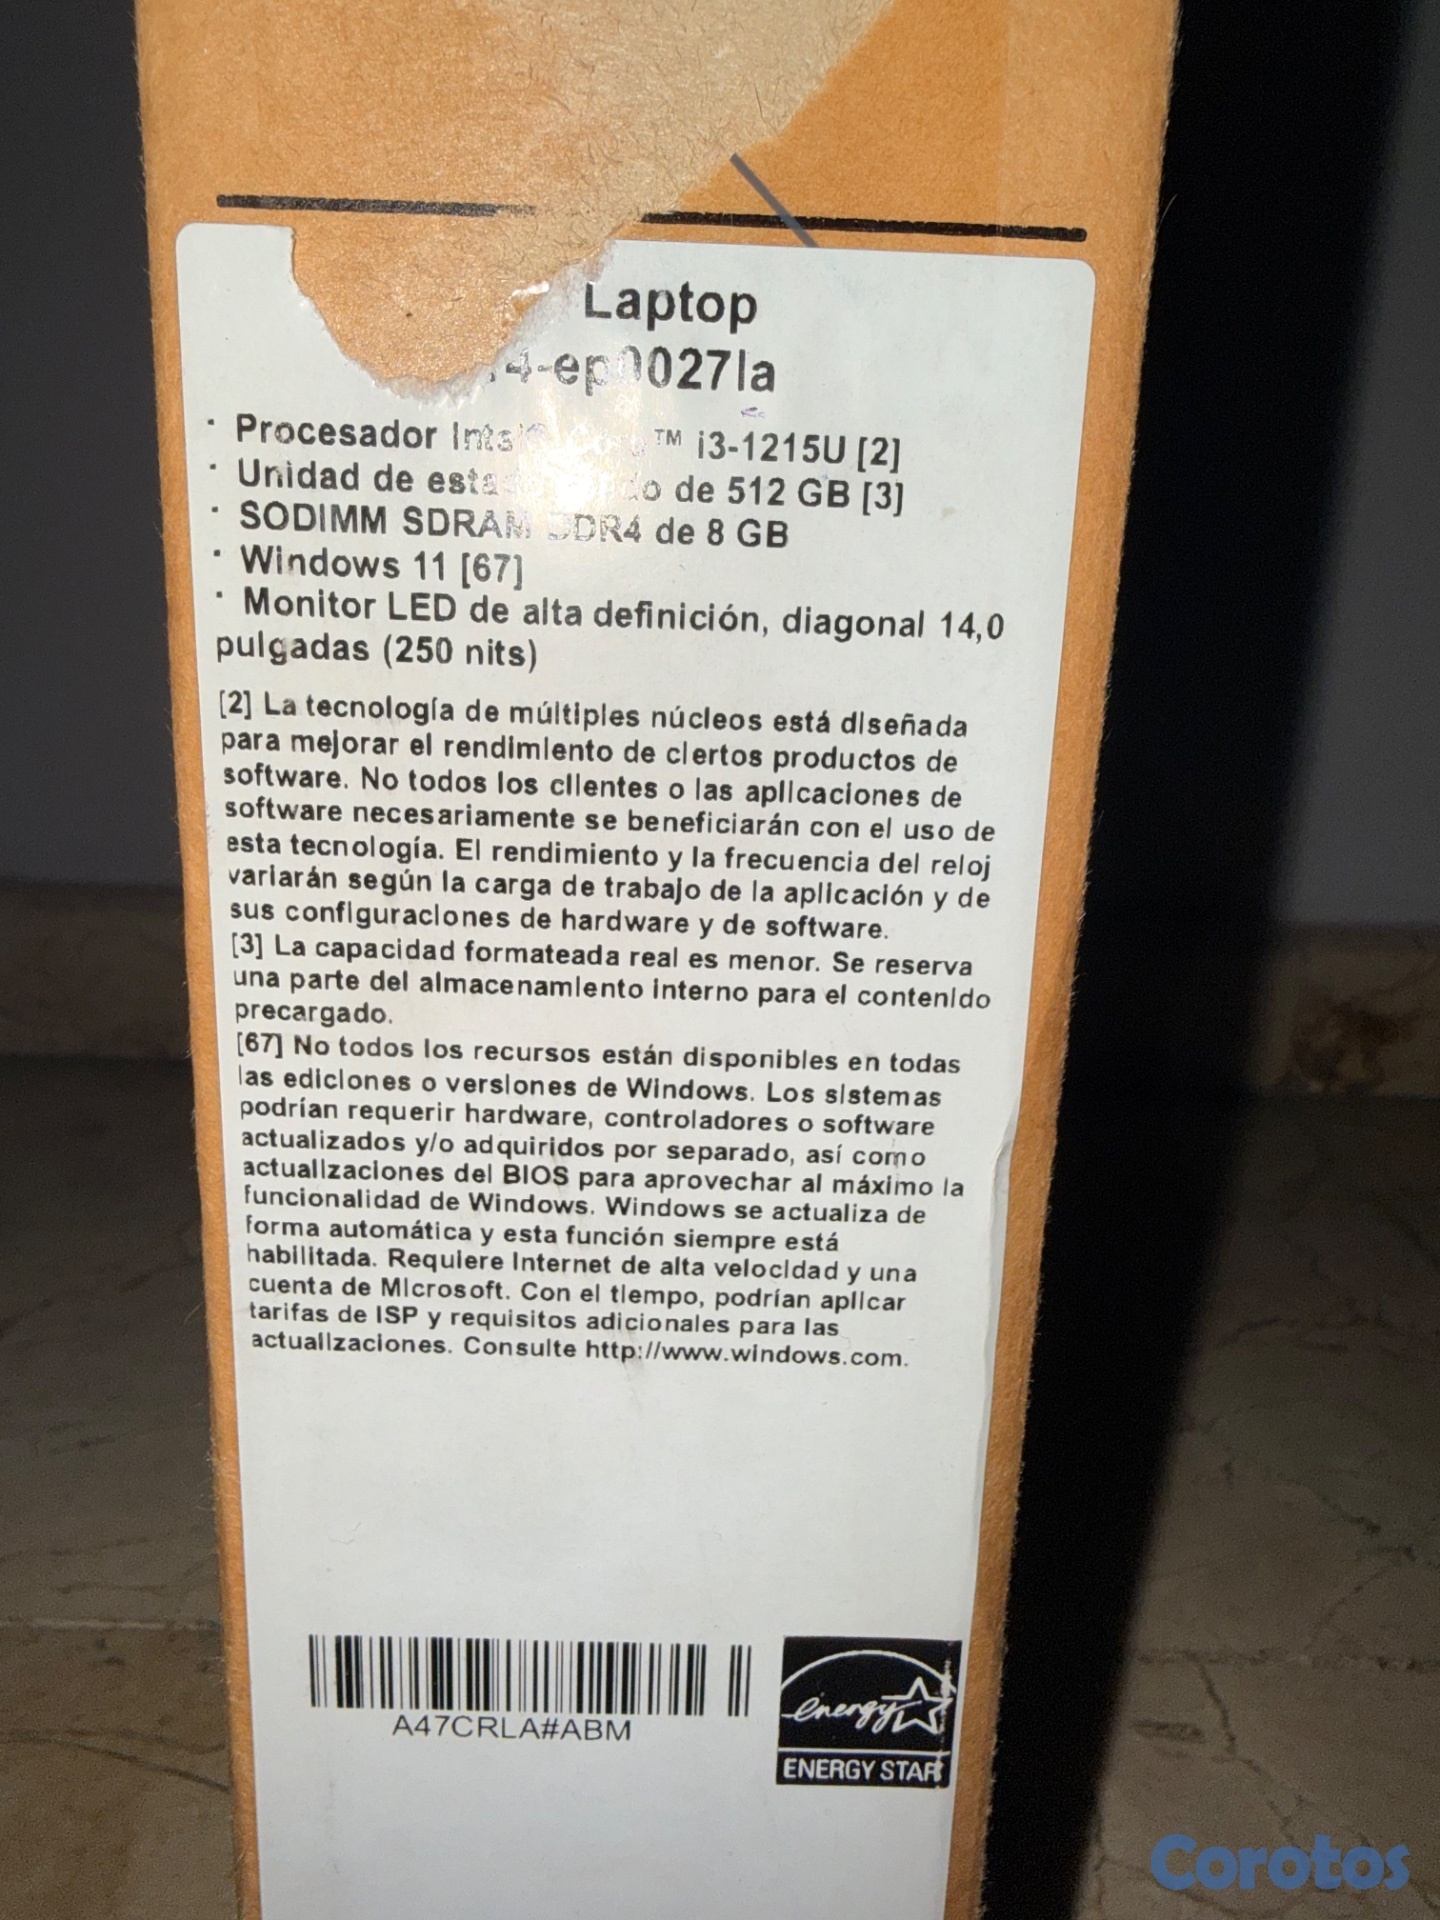 Laptop
4-ep0027la
· Procesador Intel® ™ i3-1215U [2]
· Unidad de de 512 GB [3]
· SODIMM SDRAM DDR4 de 8 GB
· Windows 11 [67]
· Monitor LED de alta definición, diagonal 14,0
pulgadas (250 nits)
[2] La tecnología de múltiples núcleos está diseñada
para mejorar el rendimiento de ciertos productos de
software. No todos los clientes o las aplicaciones de
software necesariamente se beneficiarán con el uso de
esta tecnología. El rendimiento y la frecuencia del reloj
variarán según la carga de trabajo de la aplicación y de
sus configuraciones de hardware y de software.
[3] La capacidad formateada real es menor. Se reserva
una parte del almacenamiento interno para el contenido
precargado.
[67] No todos los recursos están disponibles en todas
las ediciones o versiones de Windows. Los sistemas
podrían requerir hardware, controladores o software
actualizados y/o adquiridos por separado, así como
actualizaciones del BIOS para aprovechar al máximo la
funcionalidad de Windows. Windows se actualiza de
forma automática y esta función siempre está
habilitada. Requiere Internet de alta velocidad y una
cuenta de Microsoft. Con el tiempo, podrían aplicar
tarifas de ISP y requisitos adicionales para las
actualizaciones. Consulte http://www.windows.com.
A47CRLA#ABM
energy
ENERGY STAR
Corotos